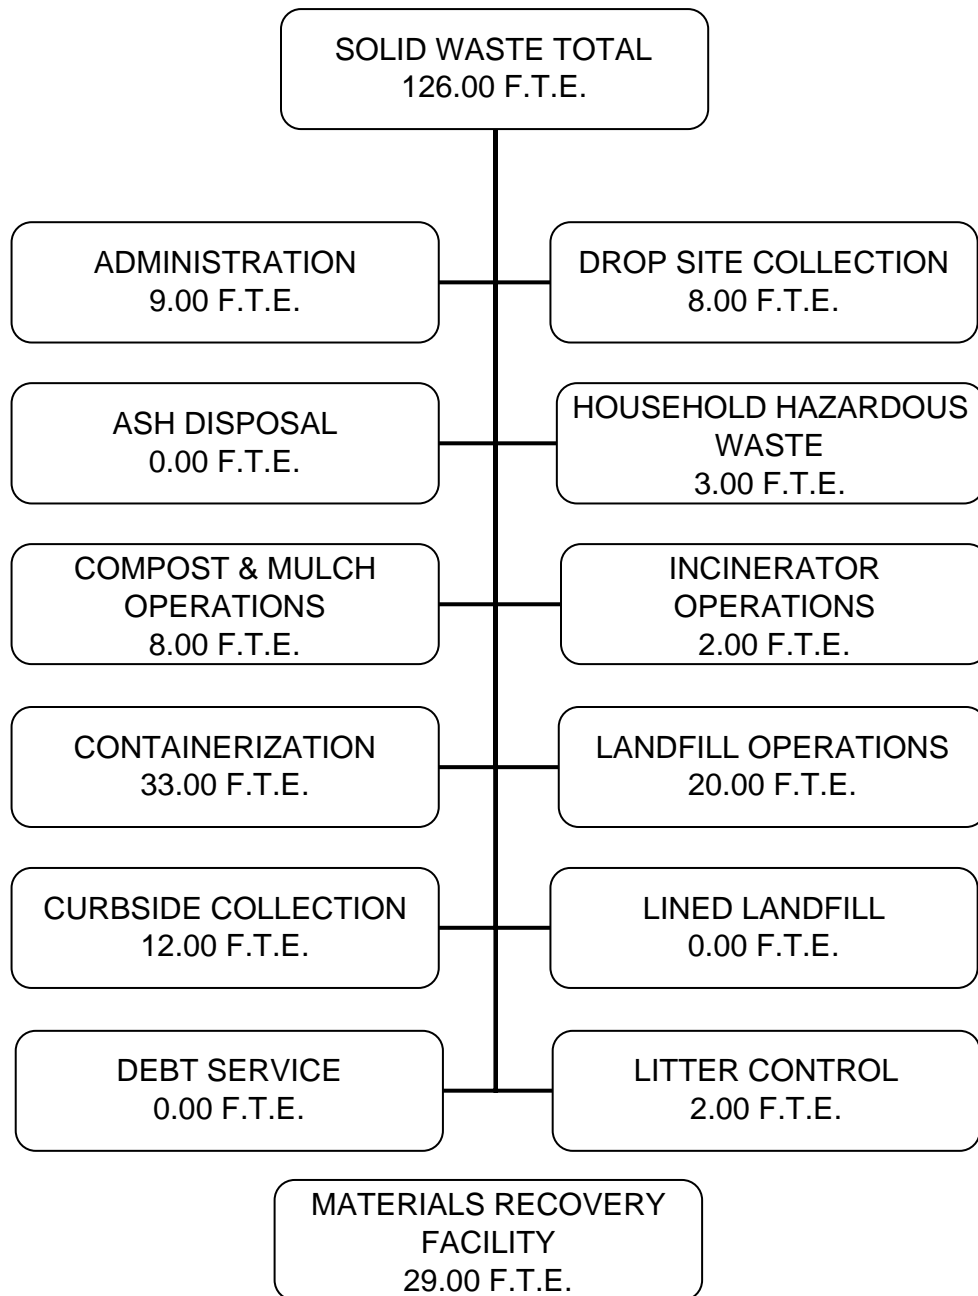 SOLID WASTE TOTAL
126.00 F.T.E.
ADMINISTRATION
9.00 F.T.E.
DROP SITE COLLECTION
8.00 F.T.E.
ASH DISPOSAL
0.00 F.T.E.
HOUSEHOLD HAZARDOUS
WASTE
3.00 F.T.E.
COMPOST & MULCH
OPERATIONS
8.00 F.T.E.
INCINERATOR
OPERATIONS
2.00 F.T.E.
CONTAINERIZATION
33.00 F.T.E.
LANDFILL OPERATIONS
20.00 F.T.E.
CURBSIDE COLLECTION
12.00 F.T.E.
LINED LANDFILL
0.00 F.T.E.
DEBT SERVICE
0.00 F.T.E.
LITTER CONTROL
2.00 F.T.E.
MATERIALS RECOVERY
FACILITY
29.00 F.T.E.